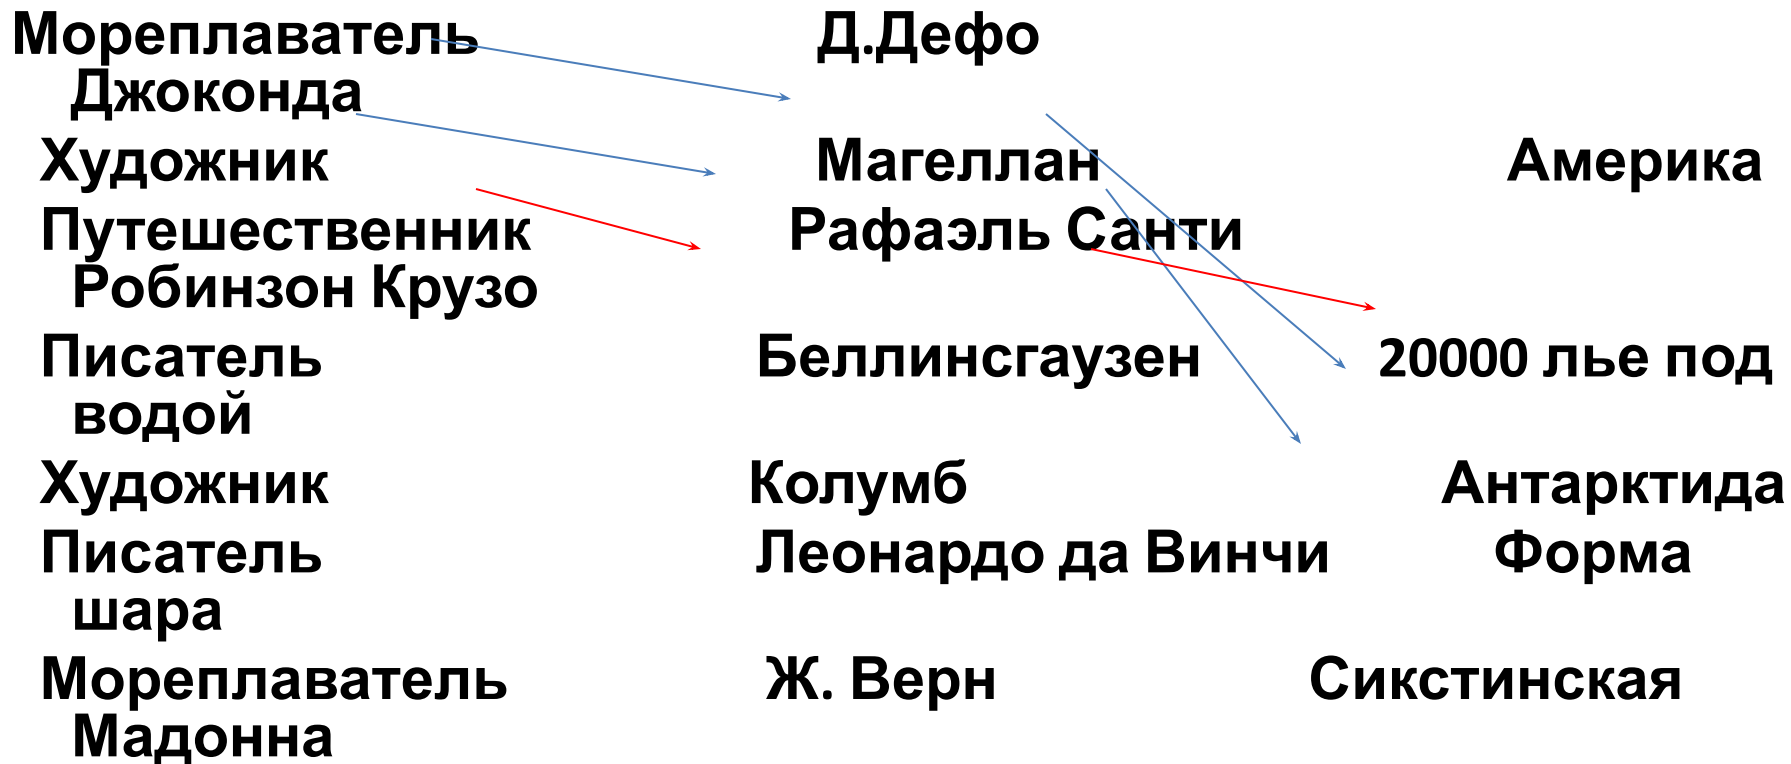 Мореплаватель Д.Дефо
Джоконда
Художник Магеллан Америка
Путешественник Рафаэль Санти
Робинзон Крузо
Писатель Беллинсгаузен 20000 лье под
водой
Художник Колумб Антарктида
Писатель Леонардо да Винчи Форма
шара
Мореплаватель Ж. Верн Сикстинская
Мадонна